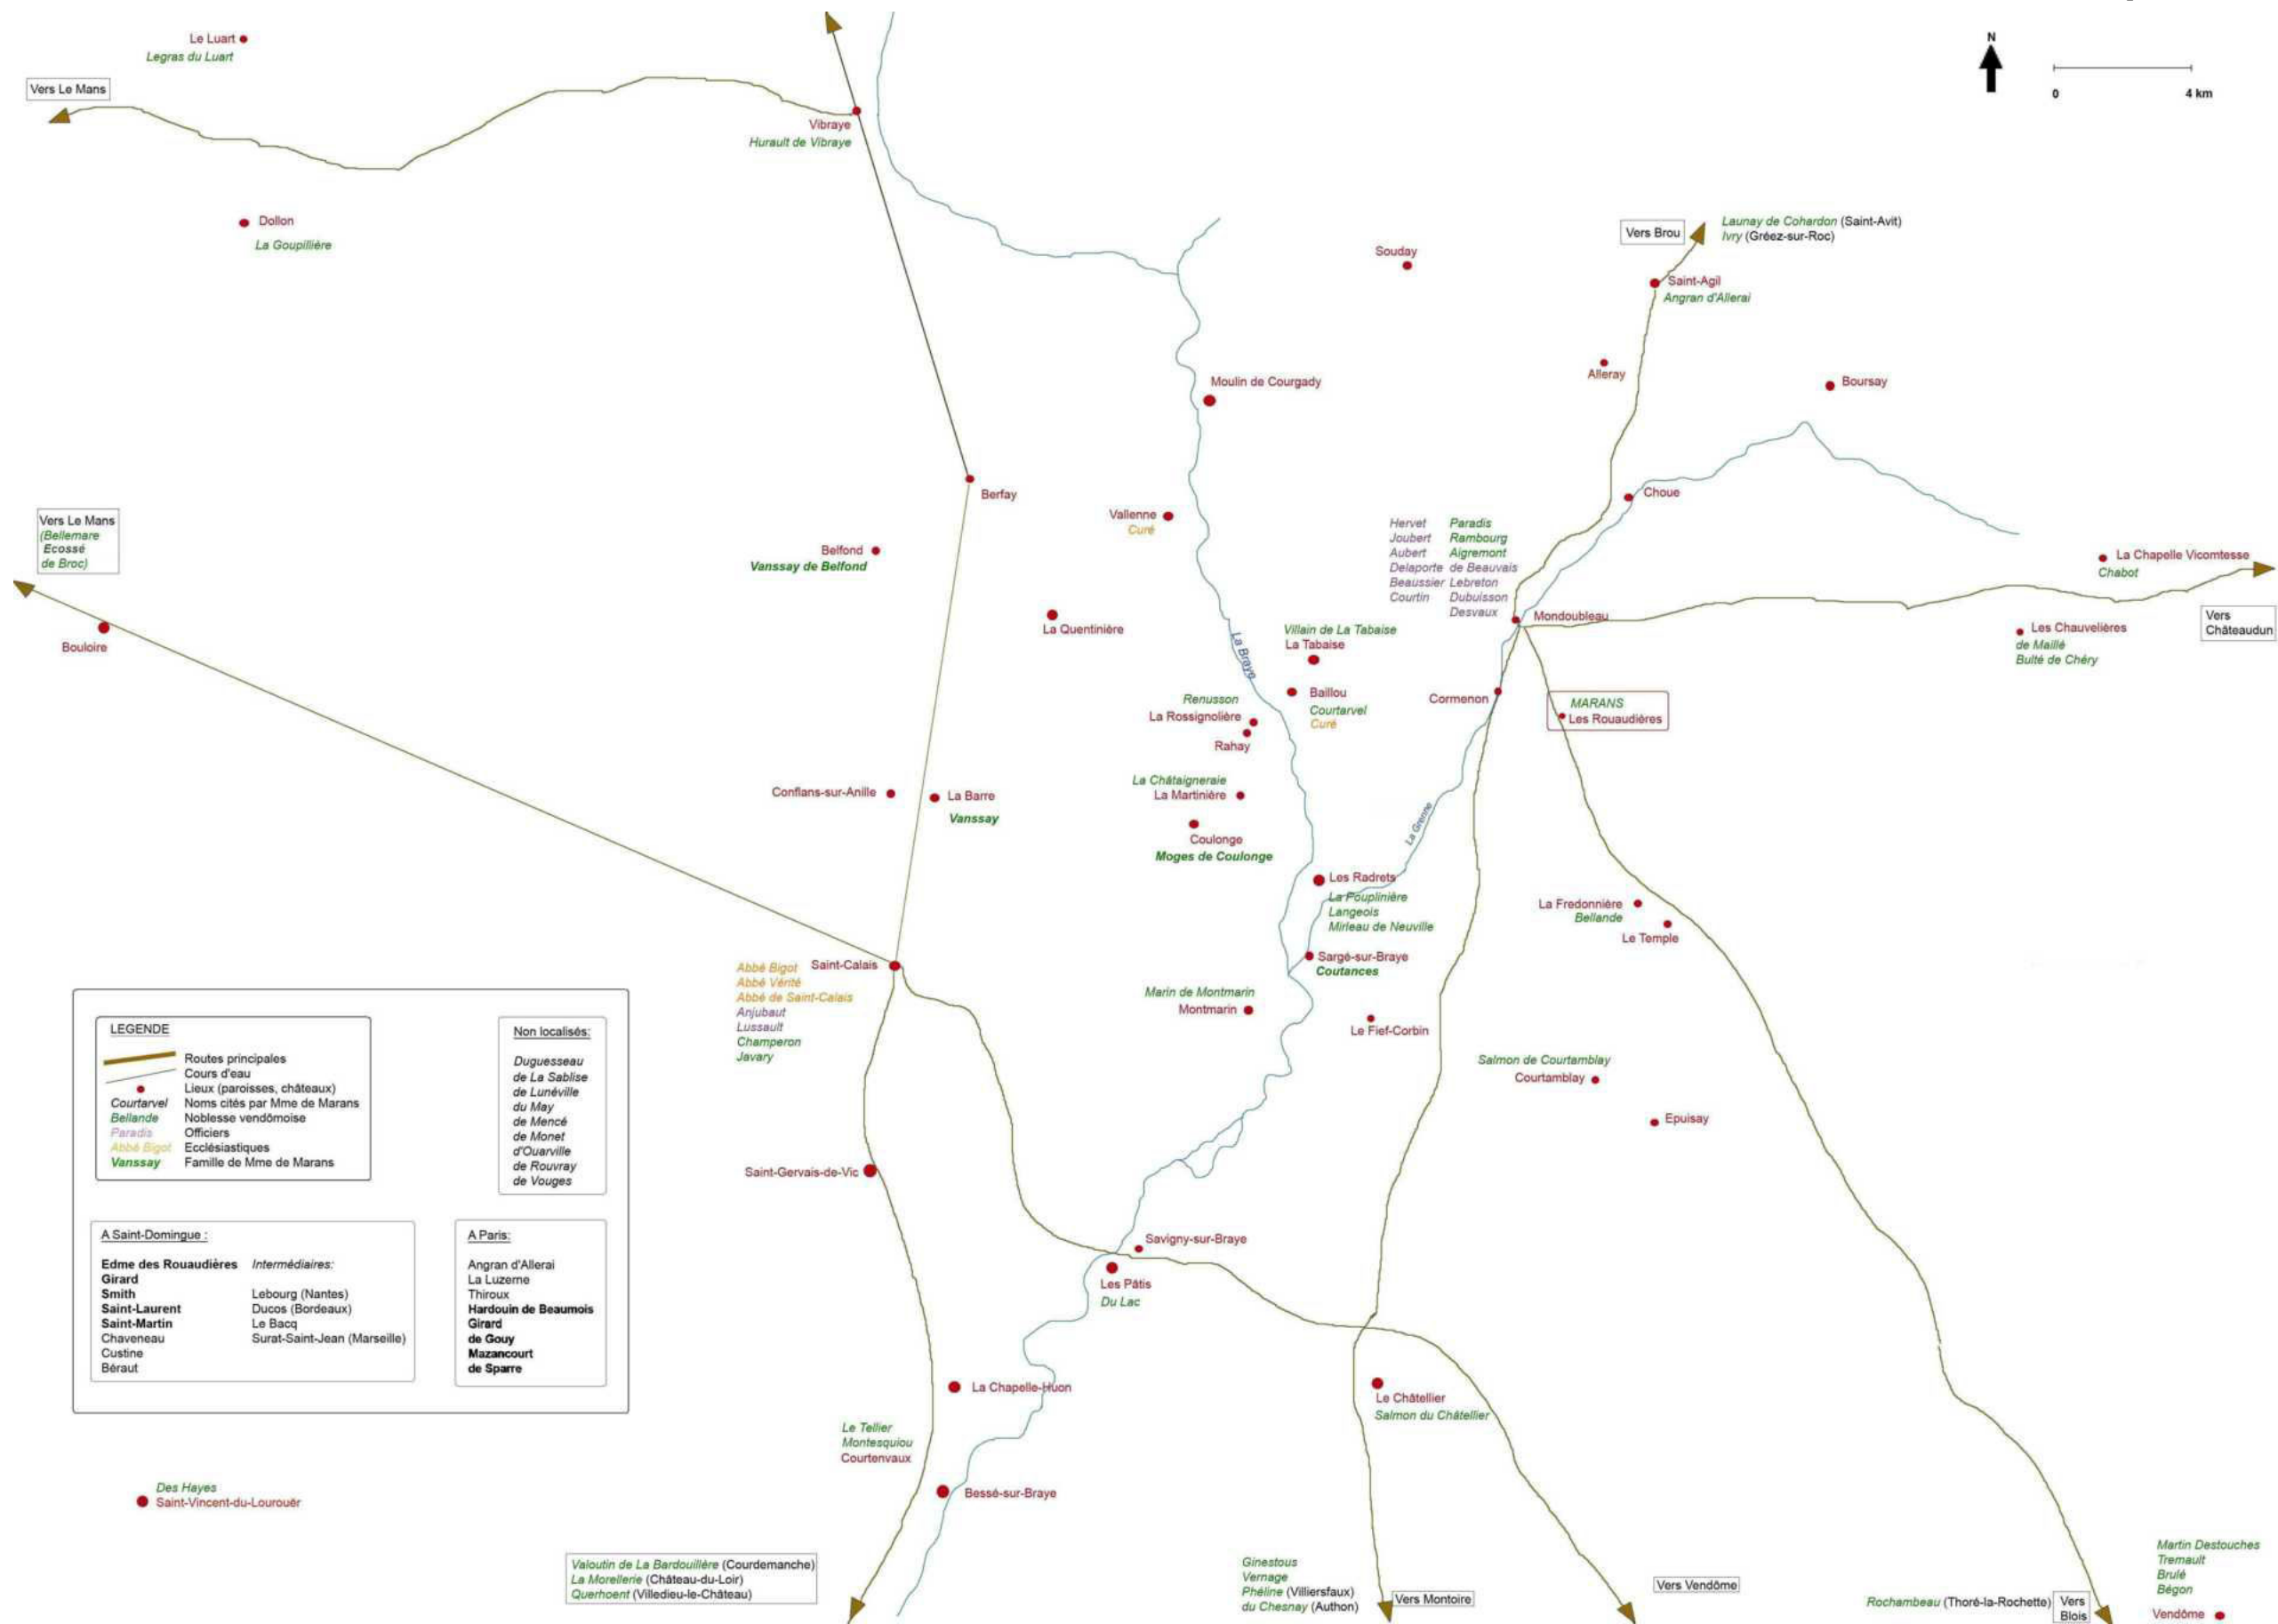 Le Luart
Legras du Luart
Vers Le Mans
Vibraye
Hurault de Vibraye
N
0 4 km
Dollon
La Goupillière
Souday
Vers Brou
Launay de Cohardon (Saint-Avit)
Ivry (Gréez-sur-Roc)
Saint-Agil
Angran d'Allerai
Alleray
Boursay
Moulin de Courgady
Berfay
Choue
Vallenne
Curé
Vers Le Mans
(Bellemare
Ecossé
de Broc)
Belfond
Vanssay de Belfond
Hervet Paradis
Joubert Rambourg
Aubert Aigremont
Delaporte de Beauvais
Beaussier Lebreton
Courtin Dubuisson
Desvaux
Mondoubleau
La Chapelle Vicomtesse
Chabot
Vers
Châteaudun
Les Chauvelières
de Maillé
Bulté de Chéry
Bouloire
La Quentinière
La Braye
Villain de La Tabaise
La Tabaise
Baillou
Courtarvel
Curé
Cormenon
MARANS
Les Rouaudières
Renusson
La Rossignolière
Rahay
Conflans-sur-Anille
La Barre
Vanssay
La Châtaigneraie
La Martinière
Coulonge
Moges de Coulonge
La Grenne
Les Radrets
La Pouplinière
Langeois
Mirleau de Neuville
La Fredonnière
Bellande
Le Temple
Sargé-sur-Braye
Coutances
Saint-Calais
Abbé Bigot
Abbé Vérité
Abbé de Saint-Calais
Anjubaut
Lussault
Champeron
Javary
Marin de Montmarin
Montmarin
Le Fief-Corbin
Salmon de Courtamblay
Courtamblay
Epuisay
LEGENDE
Routes principales
Cours d'eau
Lieux (paroisses, châteaux)
Courtarvel Noms cités par Mme de Marans
Bellande Noblesse vendômoise
Paradis Officiers
Abbé Bigot Ecclésiastiques
Vanssay Famille de Mme de Marans
Non localisés:
Duguesseau
de La Sablise
de Lunéville
du May
de Mencé
de Monet
d'Ouarville
de Rouvray
de Vouges
A Saint-Domingue :
Edme des Rouaudières Intermédiaires:
Girard
Smith Lebourg (Nantes)
Saint-Laurent Ducos (Bordeaux)
Saint-Martin Le Bacq
Chaveneau Surat-Saint-Jean (Marseille)
Custine
Béraut
A Paris:
Angran d'Allerai
La Luzerne
Thiroux
Hardouin de Beaumois
Girard
de Gouy
Mazancourt
de Sparre
Saint-Gervais-de-Vic
Savigny-sur-Braye
Les Pâtis
Du Lac
La Chapelle-Huon
Le Châtellier
Salmon du Châtellier
Le Tellier
Montesquiou
Courtenvaux
Bessé-sur-Braye
Des Hayes
Saint-Vincent-du-Lourouër
Valoutin de La Bardouillère (Courdemanche)
La Morellerie (Château-du-Loir)
Querhoent (Villedieu-le-Château)
Ginestous
Vernage
Phéline (Villiersfaux)
du Chesnay (Authon)
Vers Montoire
Vers Vendôme
Rochambeau (Thoré-la-Rochette)
Vers
Blois
Martin Destouches
Tremault
Brulé
Bégon
Vendôme